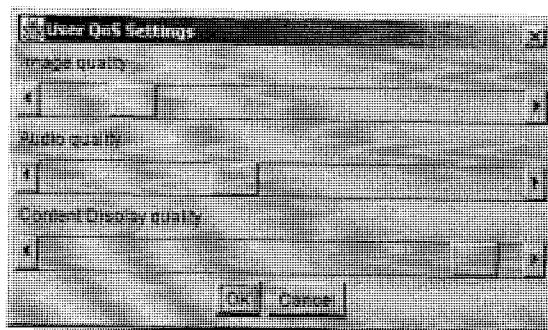 User QoS Settings
Image quality
Audio quality
Content Display quality
OK Cancel